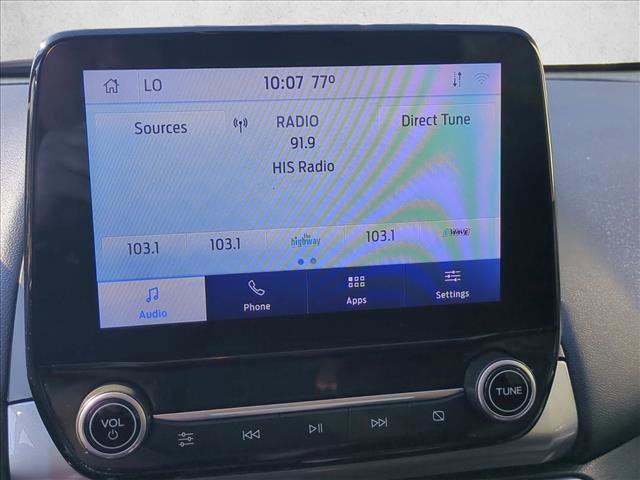 LO 10:07 77°
Sources RADIO Direct Tune
91.9
HIS Radio
103.1 103.1 the highway 103.1
Audio Phone Apps Settings
VOL TUNE